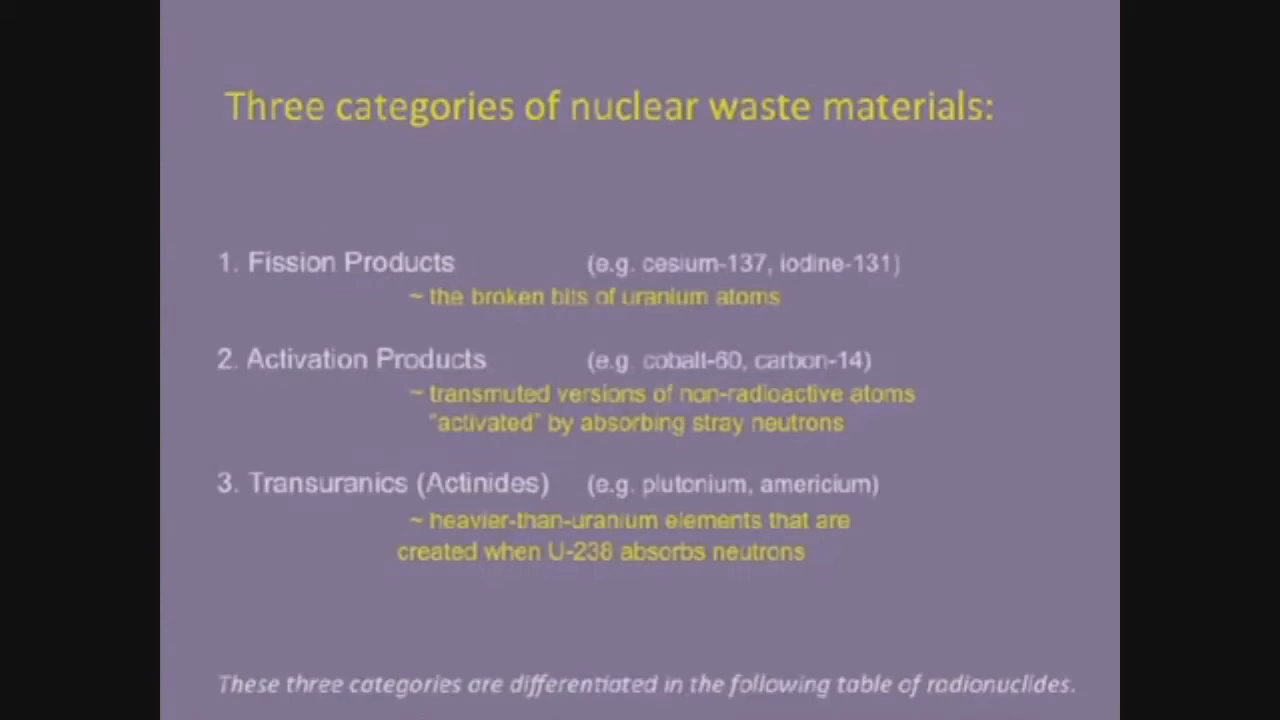 Three categories of nuclear waste materials:
1. Fission Products (e.g. cesium-137, iodine-131)
~ the broken bits of uranium atoms
2. Activation Products (e.g. cobalt-60, carbon-14)
~ transmuted versions of non-radioactive atoms
"activated" by absorbing stray neutrons
3. Transuranics (Actinides) (e.g. plutonium, americium)
~ heavier-than-uranium elements that are
created when U-238 absorbs neutrons
These three categories are differentiated in the following table of radionuclides.